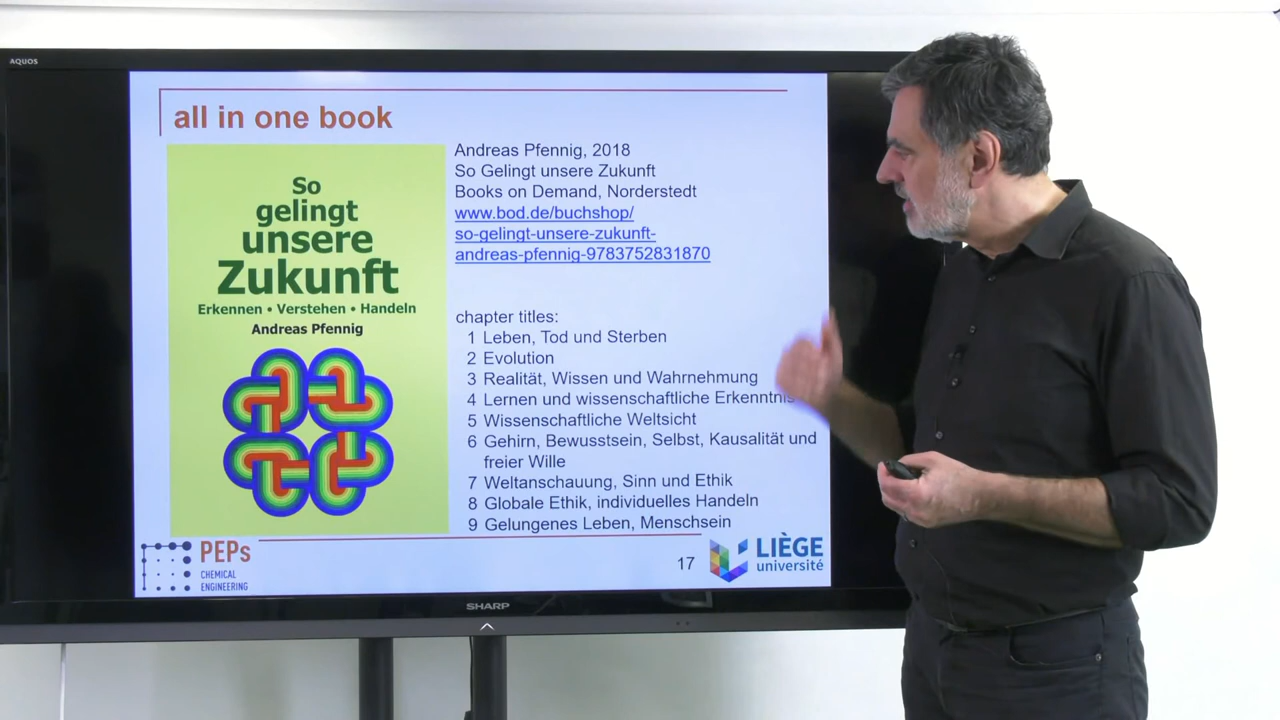 AQUOS
all in one book
So
gelingt
unsere
Zukunft
Erkennen • Verstehen • Handeln
Andreas Pfennig
Andreas Pfennig, 2018
So Gelingt unsere Zukunft
Books on Demand, Norderstedt
www.bod.de/buchshop/
so-gelingt-unsere-zukunft-
andreas-pfennig-9783752831870
chapter titles:
1 Leben, Tod und Sterben
2 Evolution
3 Realität, Wissen und Wahrnehmung
4 Lernen und wissenschaftliche Erkenntnis
5 Wissenschaftliche Weltsicht
6 Gehirn, Bewusstsein, Selbst, Kausalität und
freier Wille
7 Weltanschauung, Sinn und Ethik
8 Globale Ethik, individuelles Handeln
9 Gelungenes Leben, Menschsein
PEPs
CHEMICAL
ENGINEERING
17
LIÈGE
université
SHARP